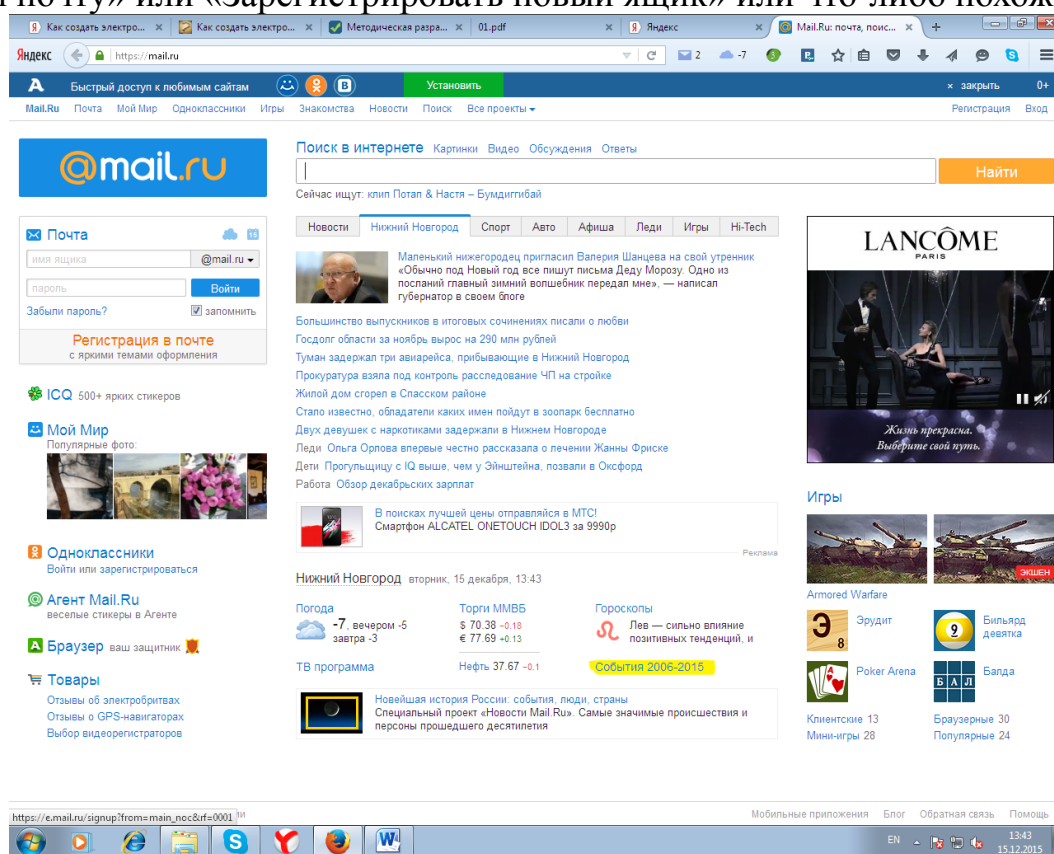 почту» или «Зарегистрировать новый ящик» или что-либо похож
Как создать электро... Как создать электро... Методическая разра... 01.pdf Яндекс Mail.Ru: почта, поис...
Яндекс https://mail.ru 2 -7
Быстрый доступ к любимым сайтам Установить × закрыть 0+
Mail.Ru Почта Мой Мир Одноклассники Игры Знакомства Новости Поиск Все проекты Регистрация Вход
@mail.ru
Поиск в интернете Картинки Видео Обсуждения Ответы
Найти
Сейчас ищут: клип Потап & Настя – Бумдиггибай
Почта 15
имя ящика @mail.ru
пароль Войти
Забыли пароль? запомнить
Регистрация в почте
с яркими темами оформления
ICQ 500+ ярких стикеров
Мой Мир
Популярные фото:
Одноклассники
Войти или зарегистрироваться
Агент Mail.Ru
веселые стикеры в Агенте
Браузер ваш защитник
Товары
Отзывы об электробритвах
Отзывы о GPS-навигаторах
Выбор видеорегистраторов
Новости Нижний Новгород Спорт Авто Афиша Леди Игры Hi-Tech
Маленький нижегородец пригласил Валерия Шанцева на свой утренник
«Обычно под Новый год все пишут письма Деду Морозу. Одно из
посланий главный зимний волшебник передал мне», — написал
губернатор в своем блоге
Большинство выпускников в итоговых сочинениях писали о любви
Госдолг области за ноябрь вырос на 290 млн рублей
Туман задержал три авиарейса, прибывающие в Нижний Новгород
Прокуратура взяла под контроль расследование ЧП на стройке
Жилой дом сгорел в Спасском районе
Стало известно, обладатели каких имен пойдут в зоопарк бесплатно
Двух девушек с наркотиками задержали в Нижнем Новгороде
Леди Ольга Орлова впервые честно рассказала о лечении Жанны Фриске
Дети Прогульщицу с IQ выше, чем у Эйнштейна, позвали в Оксфорд
Работа Обзор декабрьских зарплат
В поисках лучшей цены отправляйся в МТС!
Смартфон ALCATEL ONETOUCH IDOL3 за 9990р
Реклама
Нижний Новгород вторник, 15 декабря, 13:43
Погода
-7, вечером -5
завтра -3
Торги ММВБ
$ 70.38 -0.18
€ 77.69 +0.13
Гороскопы
Лев — сильно влияние
позитивных тенденций, и
ТВ программа Нефть 37.67 -0.1 События 2006-2015
Новейшая история России: события, люди, страны
Специальный проект «Новости Mail.Ru». Самые значимые происшествия и
персоны прошедшего десятилетия
LANCÔME
PARIS
Жизнь прекрасна.
Выберите свой путь.
Игры
ЭКШЕН
Armored Warfare
Э 8 Эрудит
9 Бильярд
девятка
Poker Arena
БАЛ Балда
Клиентские 13 Браузерные 30
Мини-игры 28 Популярные 24
https://e.mail.ru/signup?from=main_noc&rf=0001 Мобильные приложения Блог Обратная связь Помощь
EN 13:43
15.12.2015